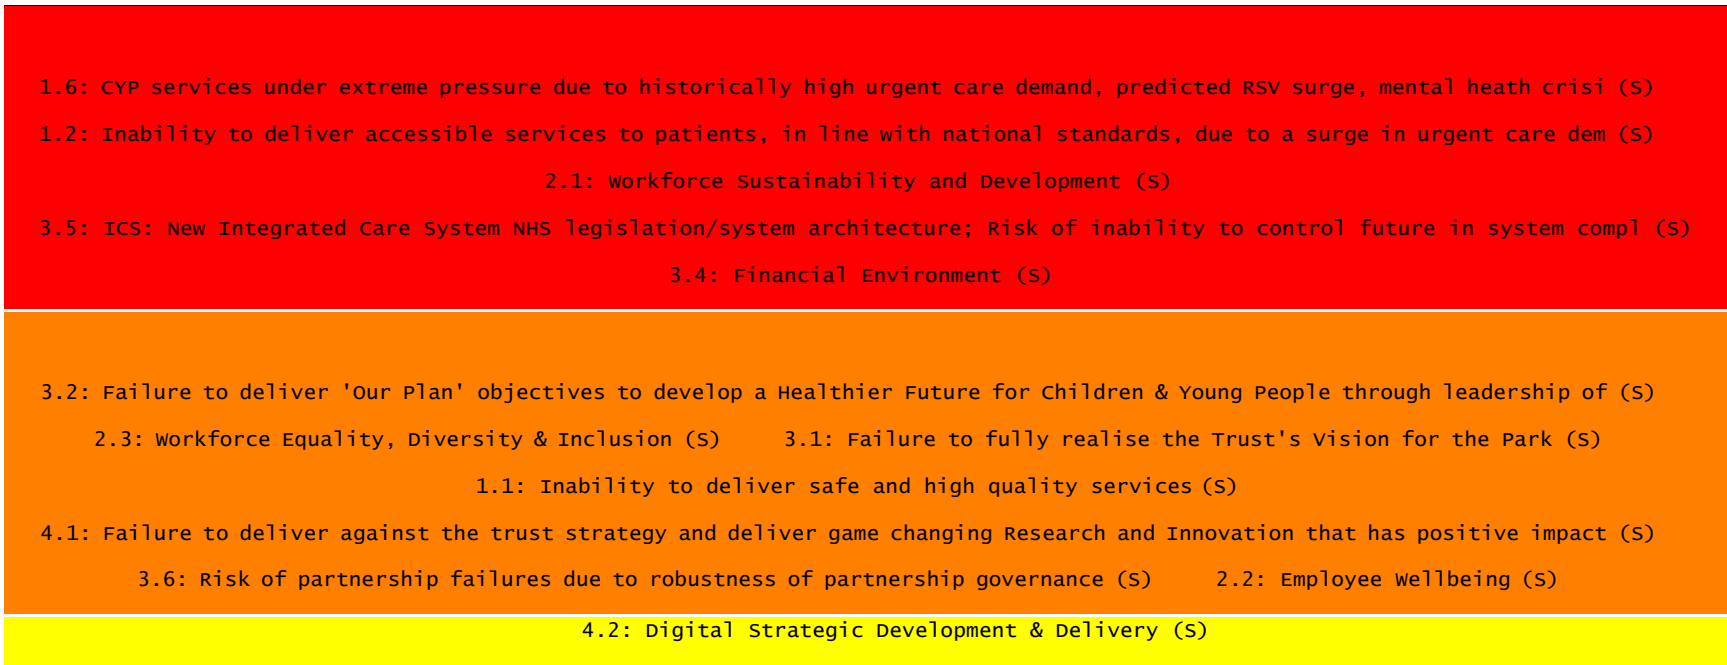 1.6: CYP services under extreme pressure due to historically high urgent care demand, predicted RSV surge, mental heath crisi (S)
1.2: Inability to deliver accessible services to patients, in line with national standards, due to a surge in urgent care dem (S)
2.1: Workforce Sustainability and Development (S)
3.5: ICS: New Integrated Care System NHS legislation/system architecture; Risk of inability to control future in system compl (S)
3.4: Financial Environment (S)
3.2: Failure to deliver 'Our Plan' objectives to develop a Healthier Future for Children & Young People through leadership of (S)
2.3: Workforce Equality, Diversity & Inclusion (S) 3.1: Failure to fully realise the Trust's Vision for the Park (S)
1.1: Inability to deliver safe and high quality services (S)
4.1: Failure to deliver against the trust strategy and deliver game changing Research and Innovation that has positive impact (S)
3.6: Risk of partnership failures due to robustness of partnership governance (S) 2.2: Employee Wellbeing (S)
4.2: Digital Strategic Development & Delivery (S)